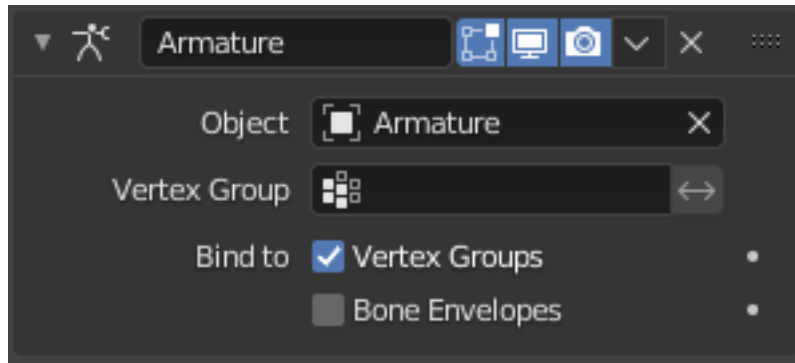 Armature
Object Armature
Vertex Group
Bind to Vertex Groups
Bone Envelopes